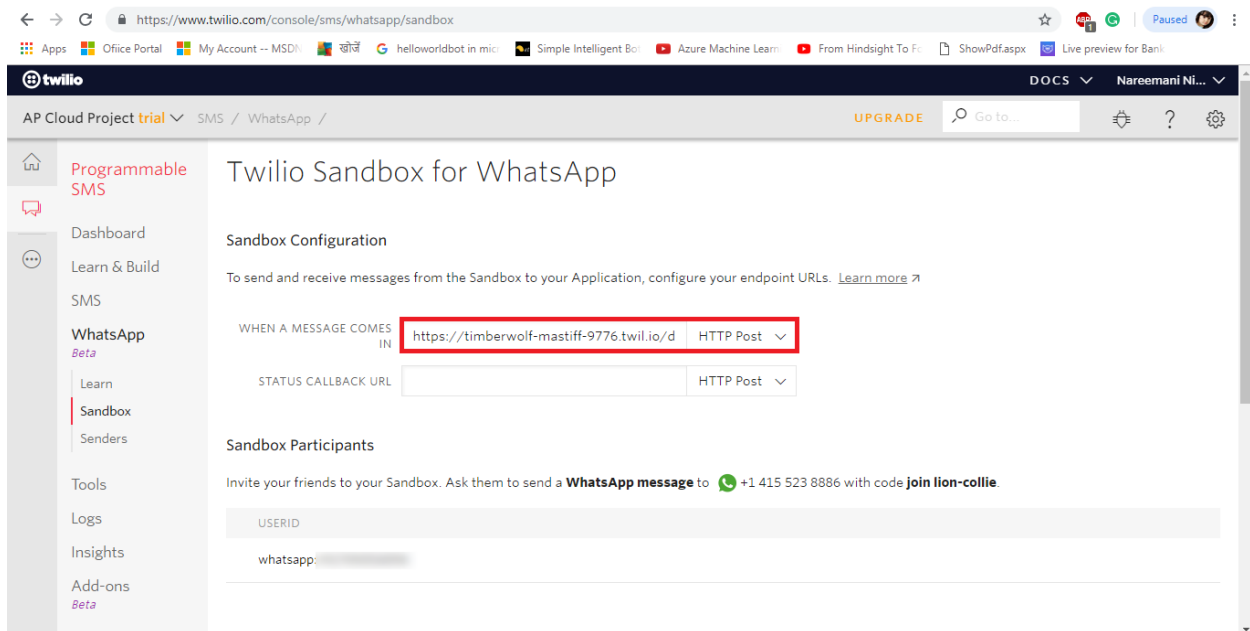 https://www.twilio.com/console/sms/whatsapp/sandbox
Paused
Apps Ofiice Portal My Account -- MSDN खोजें helloworldbot in micr Simple Intelligent Bot Azure Machine Learn From Hindsight To Fo ShowPdf.aspx Live preview for Bank
twilio DOCS Nareemani Ni...
AP Cloud Project trial SMS / WhatsApp / UPGRADE Go to... ?
Programmable
SMS
Dashboard
Learn & Build
SMS
WhatsApp
Beta
Learn
Sandbox
Senders
Tools
Logs
Insights
Add-ons
Beta
Twilio Sandbox for WhatsApp
Sandbox Configuration
To send and receive messages from the Sandbox to your Application, configure your endpoint URLs. Learn more
WHEN A MESSAGE COMES
IN
https://timberwolf-mastiff-9776.twil.io/d HTTP Post
STATUS CALLBACK URL HTTP Post
Sandbox Participants
Invite your friends to your Sandbox. Ask them to send a WhatsApp message to +1 415 523 8886 with code join lion-collie.
USERID
whatsapp: